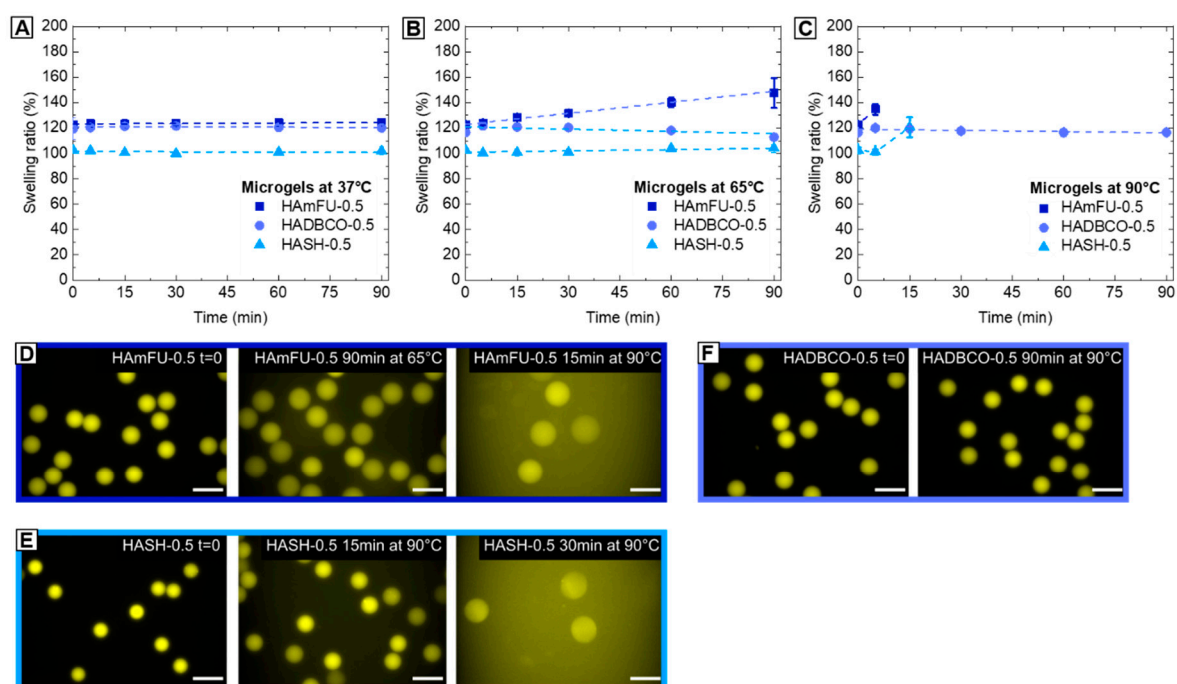 A
Swelling ratio (%)
200
180
160
140
120
100
80
60
40
20
0
Microgels at 37°C
HAmFU-0.5
HADBCO-0.5
HASH-0.5
0 15 30 45 60 75 90
Time (min)
B
Swelling ratio (%)
200
180
160
140
120
100
80
60
40
20
0
Microgels at 65°C
HAmFU-0.5
HADBCO-0.5
HASH-0.5
0 15 30 45 60 75 90
Time (min)
C
Swelling ratio (%)
200
180
160
140
120
100
80
60
40
20
0
Microgels at 90°C
HAmFU-0.5
HADBCO-0.5
HASH-0.5
0 15 30 45 60 75 90
Time (min)
D
HAmFU-0.5 t=0
HAmFU-0.5 90min at 65°C
HAmFU-0.5 15min at 90°C
F
HADBCO-0.5 t=0
HADBCO-0.5 90min at 90°C
E
HASH-0.5 t=0
HASH-0.5 15min at 90°C
HASH-0.5 30min at 90°C